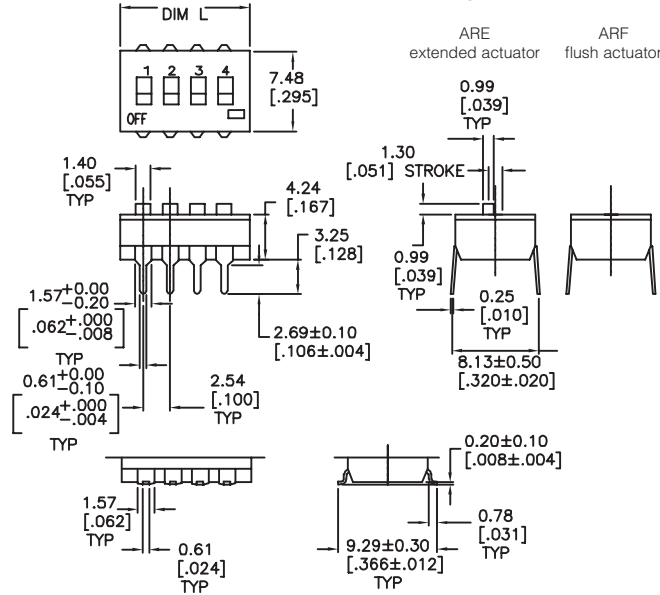 DIM L
1 2 3 4
OFF
7.48
[.295]
ARE
extended actuator
ARF
flush actuator
0.99
[.039]
TYP
1.30
[.051] STROKE
1.40
[.055]
TYP
4.24
[.167]
3.25
[.128]
0.99
[.039]
TYP
0.25
[.010]
TYP
8.13±0.50
[.320±.020]
1.57+0.00
-0.20
[.062+.000
-.008]
TYP
2.69±0.10
[.106±.004]
0.61+0.00
-0.10
[.024+.000
-.004]
TYP
2.54
[.100]
TYP
1.57
[.062]
TYP
0.61
[.024]
TYP
0.20±0.10
[.008±.004]
0.78
[.031]
TYP
9.29±0.30
[.366±.012]
TYP